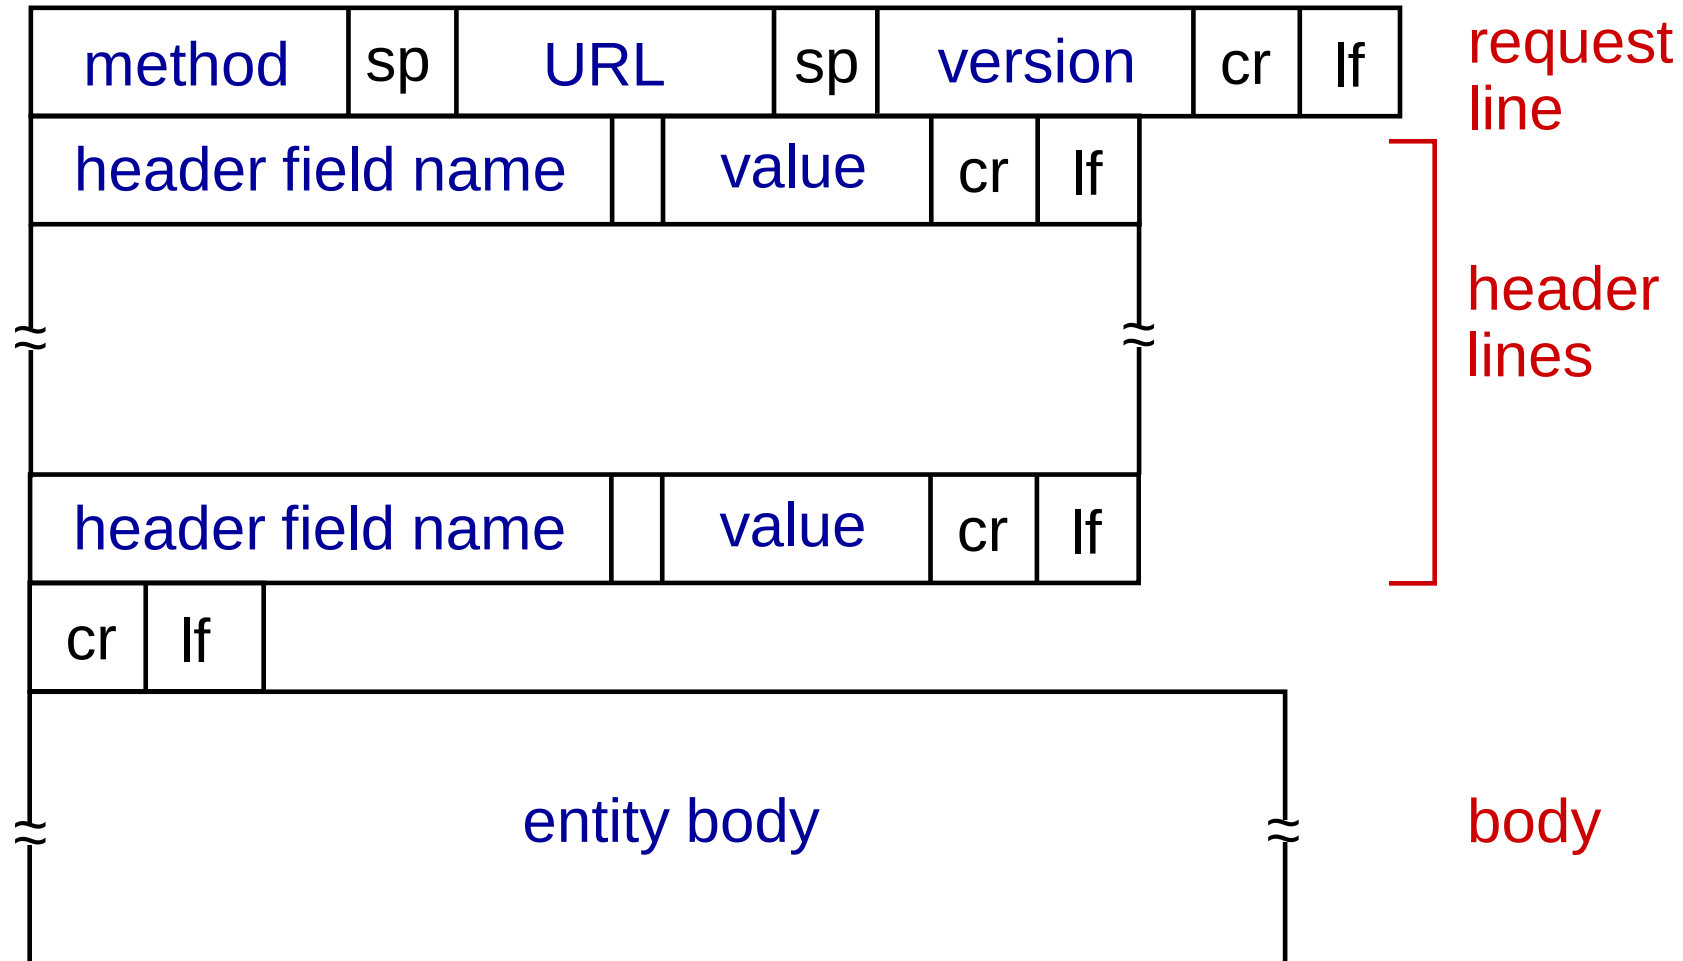 method sp URL sp version cr lf
request
line
header field name value cr lf
header
lines
header field name value cr lf
cr lf
entity body
body